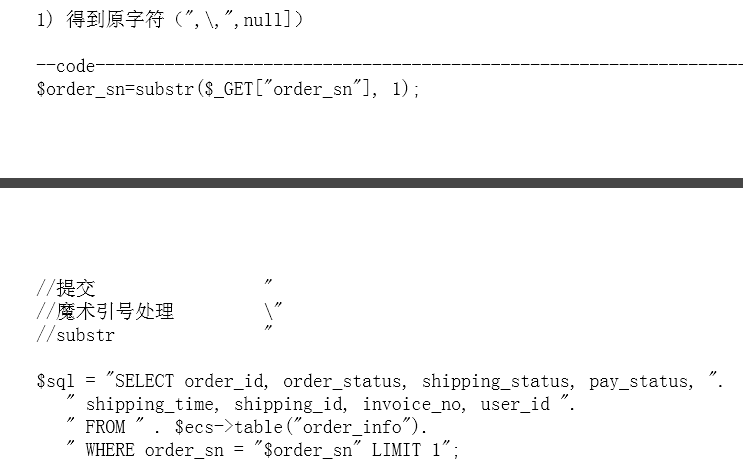 1) 得到原字符（",\,",null]）
--code--------------------------------------------------------------------
$order_sn=substr($_GET["order_sn"], 1);
//提交                 "
//魔术引号处理         \"
//substr               "
$sql = "SELECT order_id, order_status, shipping_status, pay_status, ".
   " shipping_time, shipping_id, invoice_no, user_id ".
   " FROM " . $ecs->table("order_info").
   " WHERE order_sn = "$order_sn" LIMIT 1";